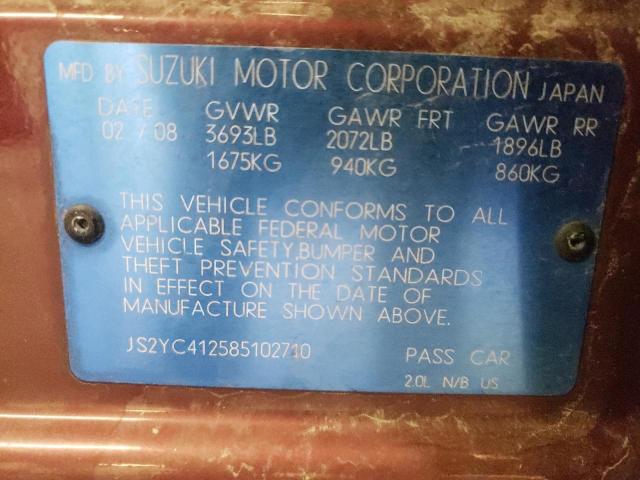 MFD BY SUZUKI MOTOR CORPORATION JAPAN
DATE GVWR GAWR FRT GAWR RR
02 / 08 3693LB 2072LB 1896LB
1675KG 940KG 860KG
THIS VEHICLE CONFORMS TO ALL
APPLICABLE FEDERAL MOTOR
VEHICLE SAFETY,BUMPER AND
THEFT PREVENTION STANDARDS
IN EFFECT ON THE DATE OF
MANUFACTURE SHOWN ABOVE.
JS2YC412585102710 PASS CAR
2.0L N/B US